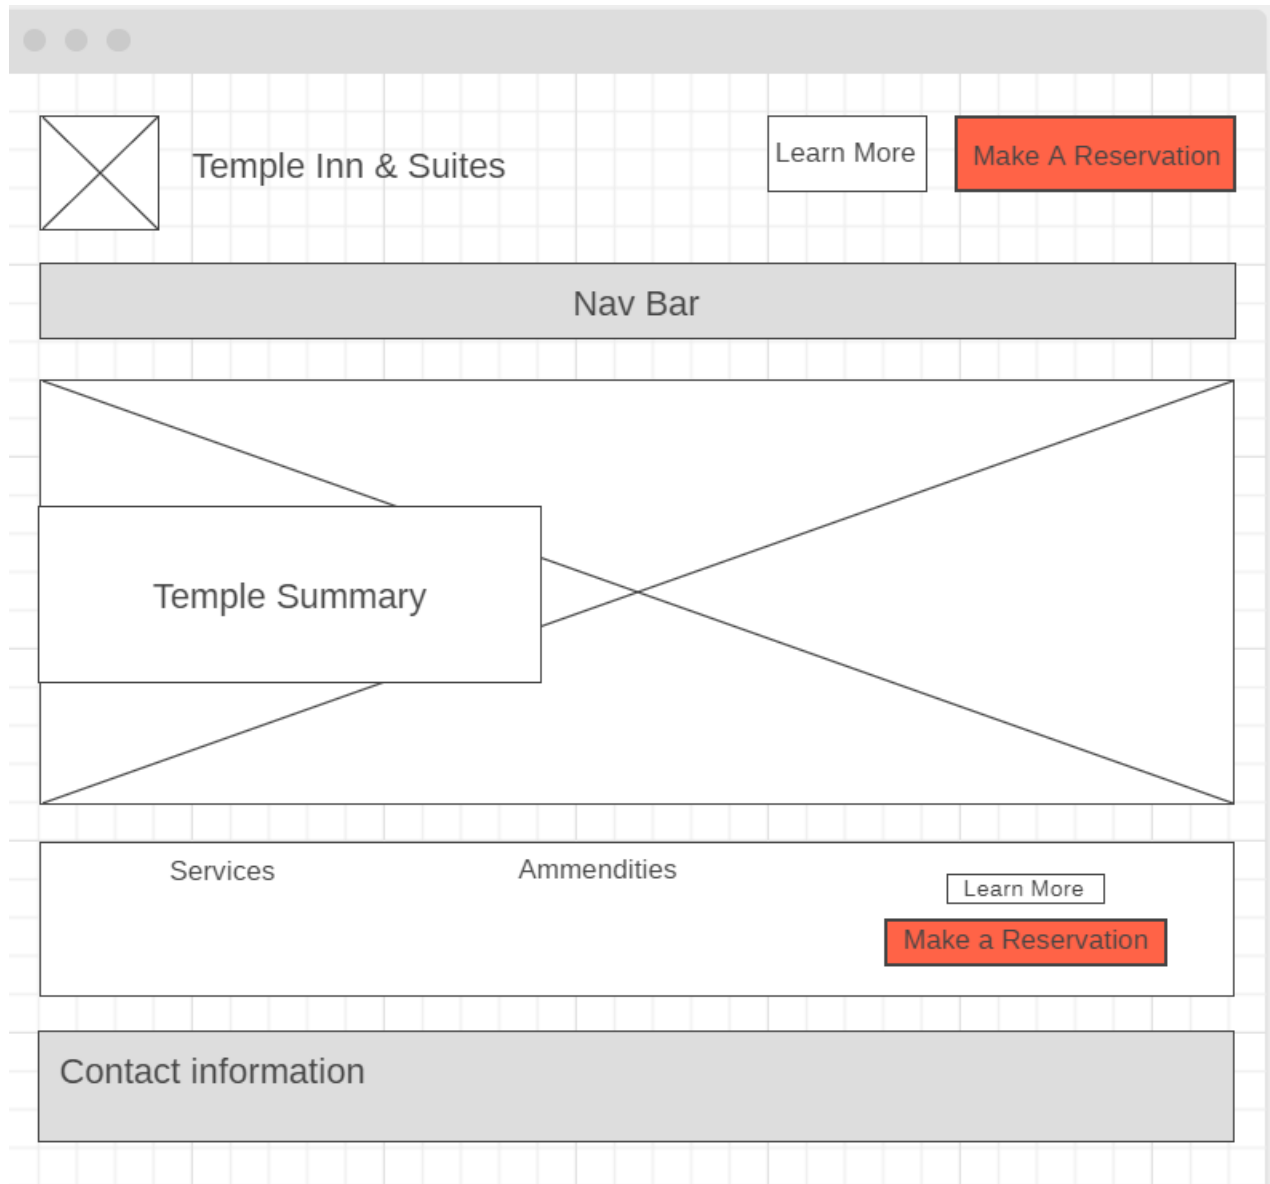 Temple Inn & Suites
Learn More
Make A Reservation
Nav Bar
Temple Summary
Services
Ammendities
Learn More
Make a Reservation
Contact information